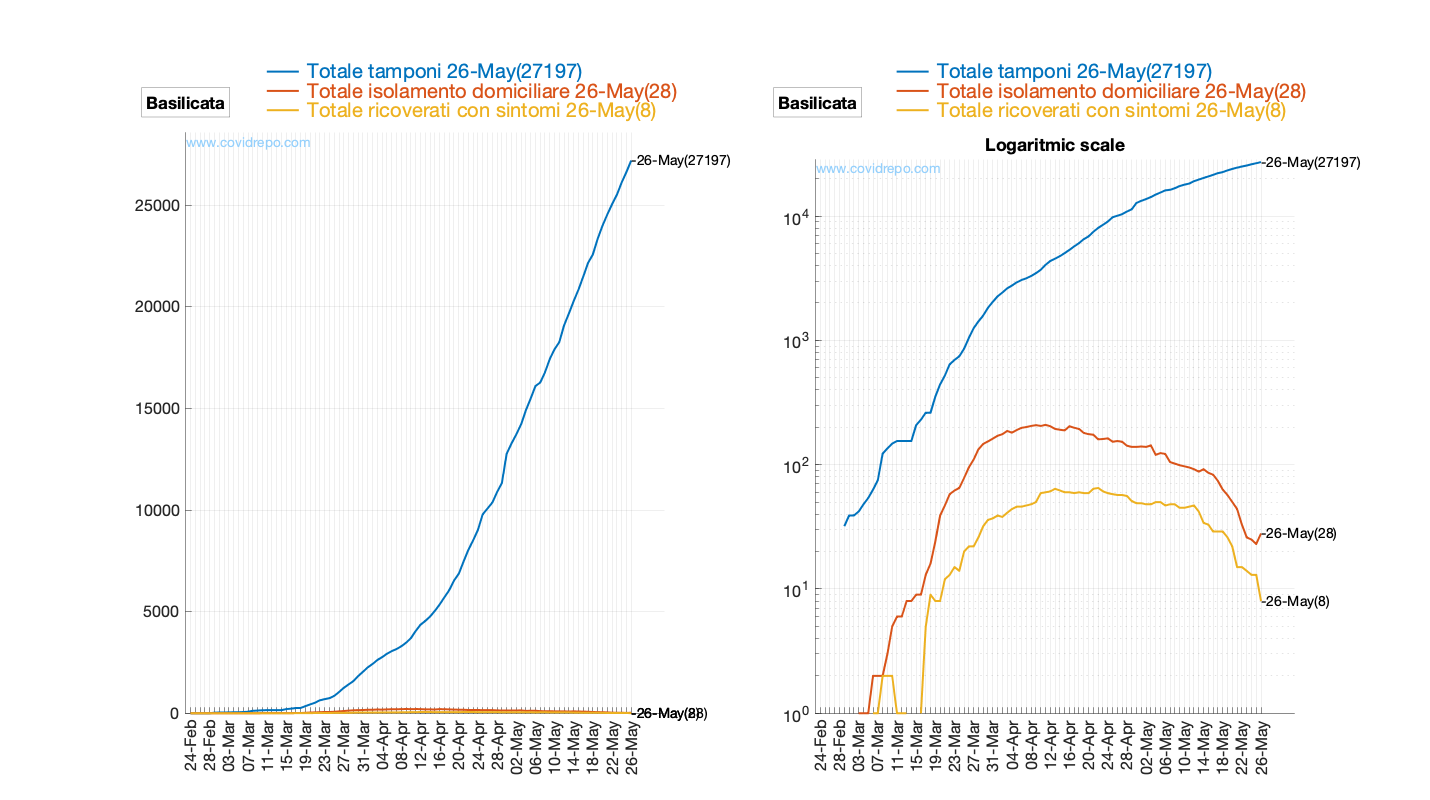 Totale tamponi 26-May(27197)
Totale isolamento domiciliare 26-May(28)
Totale ricoverati con sintomi 26-May(8)
Basilicata
www.covidrepo.com
26-May(27197)
25000
20000
15000
10000
5000
0
26-May(28)
26-May(8)
24-Feb
28-Feb
03-Mar
07-Mar
11-Mar
15-Mar
19-Mar
23-Mar
27-Mar
31-Mar
04-Apr
08-Apr
12-Apr
16-Apr
20-Apr
24-Apr
28-Apr
02-May
06-May
10-May
14-May
18-May
22-May
26-May
Totale tamponi 26-May(27197)
Totale isolamento domiciliare 26-May(28)
Totale ricoverati con sintomi 26-May(8)
Basilicata
Logaritmic scale
www.covidrepo.com
26-May(27197)
10^4
10^3
10^2
26-May(28)
10^1
26-May(8)
10^0
24-Feb
28-Feb
03-Mar
07-Mar
11-Mar
15-Mar
19-Mar
23-Mar
27-Mar
31-Mar
04-Apr
08-Apr
12-Apr
16-Apr
20-Apr
24-Apr
28-Apr
02-May
06-May
10-May
14-May
18-May
22-May
26-May